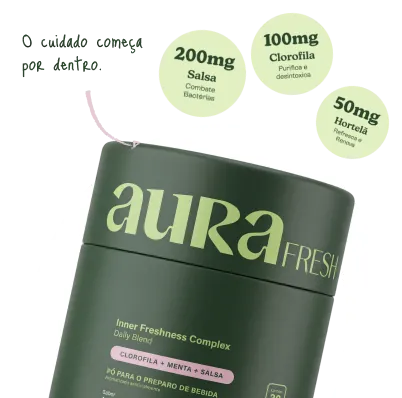 O cuidado começa
por dentro.
200mg
Salsa
Combate
Bactérias
100mg
Clorofila
Purifica e
desintoxica
50mg
Hortelã
Refresca e
Renova
aura FRESH
Inner Freshness Complex
Daily Blend
CLOROFILA + MENTA + SALSA
PÓ PARA O PREPARO DE BEBIDA